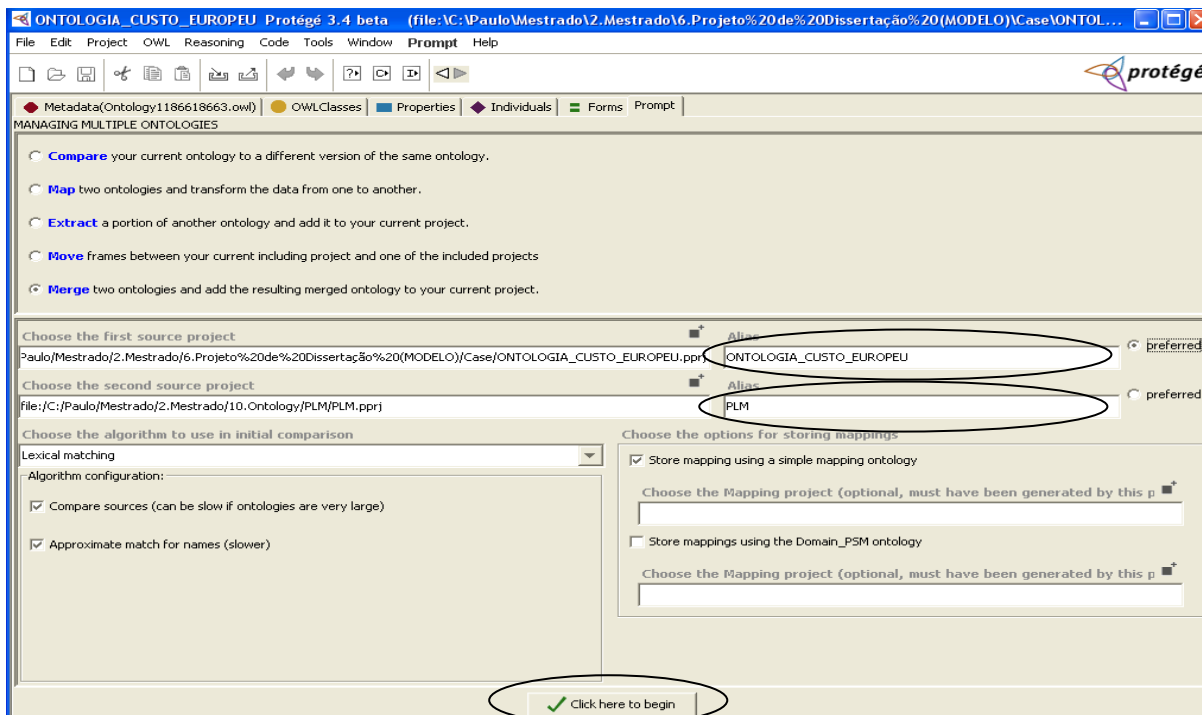 ONTOLOGIA_CUSTO_EUROPEU Protégé 3.4 beta (file:\C:\Paulo\Mestrado\2.Mestrado\6.Projeto%20de%20Dissertação%20(MODELO)\Case\ONTOL...
File Edit Project OWL Reasoning Code Tools Window Prompt Help
protégé
Metadata(Ontology1186618663.owl) OWLClasses Properties Individuals Forms Prompt
MANAGING MULTIPLE ONTOLOGIES
Compare your current ontology to a different version of the same ontology.
Map two ontologies and transform the data from one to another.
Extract a portion of another ontology and add it to your current project.
Move frames between your current including project and one of the included projects
Merge two ontologies and add the resulting merged ontology to your current project.
Choose the first source project Alias
Paulo/Mestrado/2.Mestrado/6.Projeto%20de%20Dissertação%20(MODELO)/Case/ONTOLOGIA_CUSTO_EUROPEU.pprj ONTOLOGIA_CUSTO_EUROPEU preferred
Choose the second source project Alias
file:/C:/Paulo/Mestrado/2.Mestrado/10.Ontology/PLM/PLM.pprj PLM preferred
Choose the algorithm to use in initial comparison Choose the options for storing mappings
Lexical matching
Store mapping using a simple mapping ontology
Algorithm configuration:
Choose the Mapping project (optional, must have been generated by this p
Compare sources (can be slow if ontologies are very large)
Approximate match for names (slower)
Store mappings using the Domain_PSM ontology
Choose the Mapping project (optional, must have been generated by this p
Click here to begin